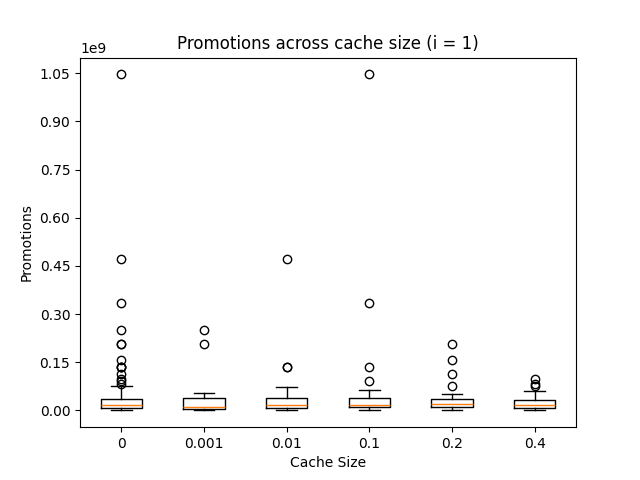 Promotions across cache size (i = 1)
1e9
1.05
0.90
0.75
0.60
0.45
0.30
0.15
0.00
Promotions
0 0.001 0.01 0.1 0.2 0.4
Cache Size